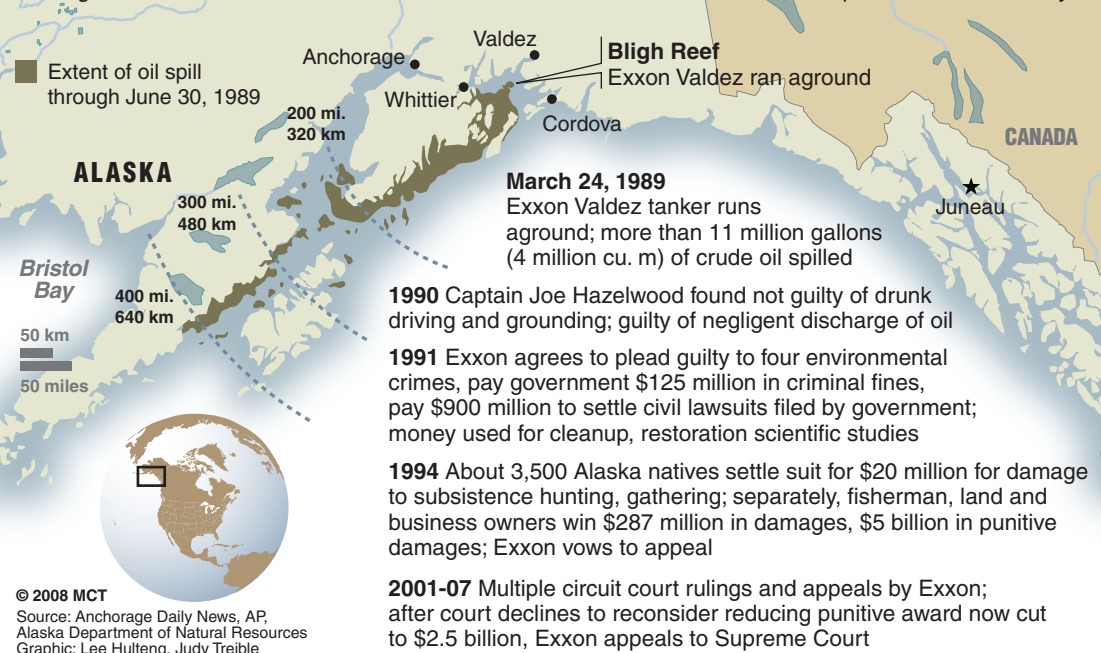 Valdez
Anchorage
Bligh Reef
Exxon Valdez ran aground
Extent of oil spill
through June 30, 1989
Whittier
Cordova
200 mi.
320 km
CANADA
ALASKA
March 24, 1989
Exxon Valdez tanker runs
aground; more than 11 million gallons
(4 million cu. m) of crude oil spilled
Juneau
300 mi.
480 km
Bristol
Bay
400 mi.
640 km
50 km
50 miles
1990 Captain Joe Hazelwood found not guilty of drunk
driving and grounding; guilty of negligent discharge of oil
1991 Exxon agrees to plead guilty to four environmental
crimes, pay government $125 million in criminal fines,
pay $900 million to settle civil lawsuits filed by government;
money used for cleanup, restoration scientific studies
1994 About 3,500 Alaska natives settle suit for $20 million for damage
to subsistence hunting, gathering; separately, fisherman, land and
business owners win $287 million in damages, $5 billion in punitive
damages; Exxon vows to appeal
2001-07 Multiple circuit court rulings and appeals by Exxon;
after court declines to reconsider reducing punitive award now cut
to $2.5 billion, Exxon appeals to Supreme Court
© 2008 MCT
Source: Anchorage Daily News, AP,
Alaska Department of Natural Resources
Graphic: Lee Hulteng, Judy Treible